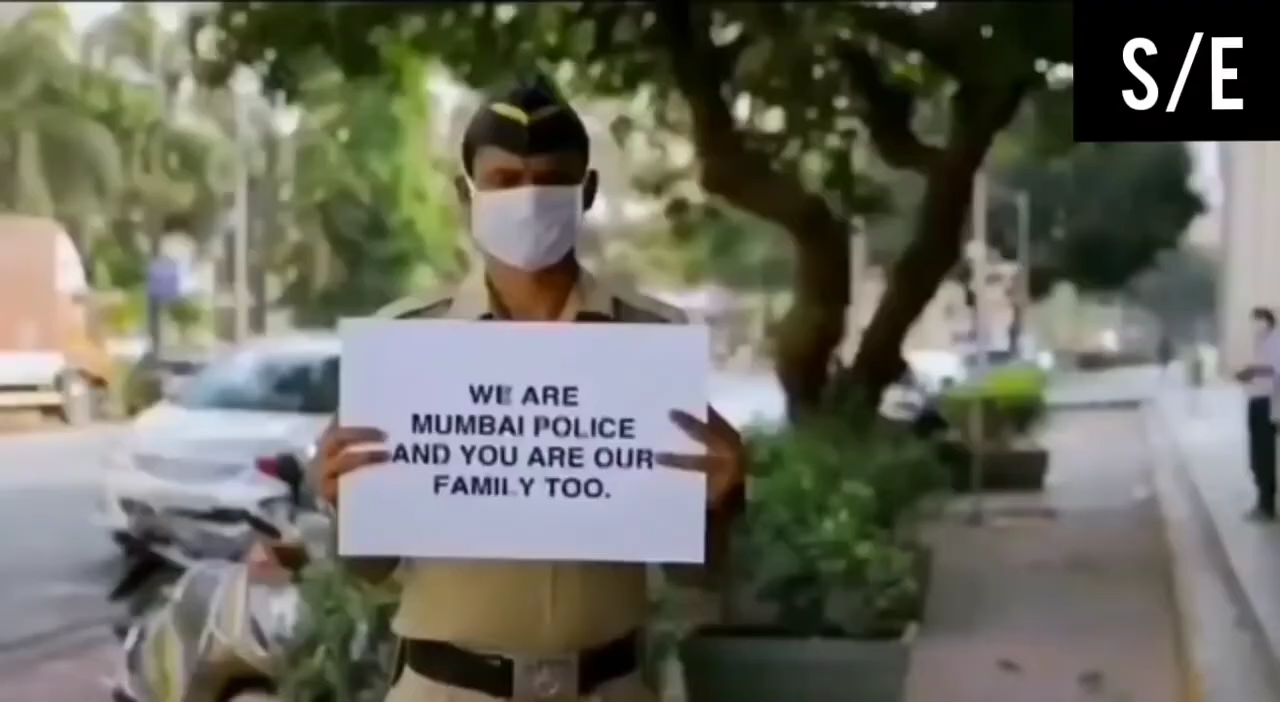 S/E
WE ARE
MUMBAI POLICE
AND YOU ARE OUR
FAMILY TOO.